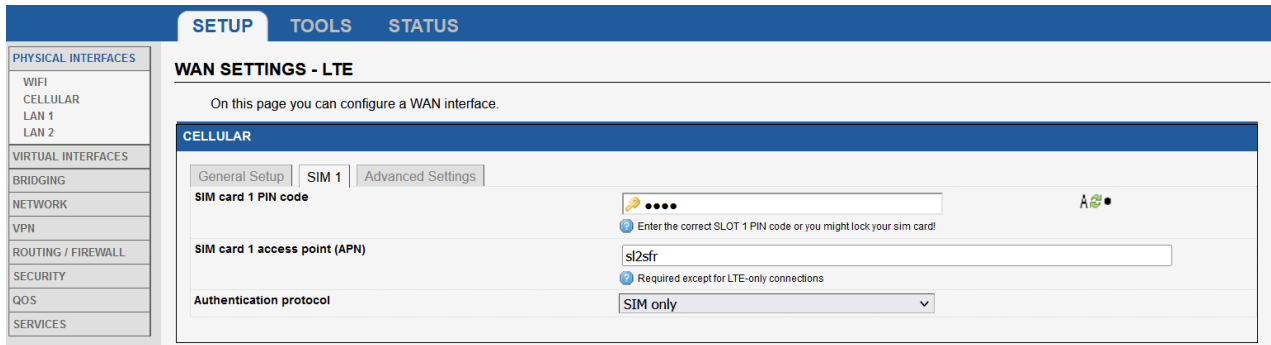 SETUP TOOLS STATUS
PHYSICAL INTERFACES
WIFI
CELLULAR
LAN 1
LAN 2
VIRTUAL INTERFACES
BRIDGING
NETWORK
VPN
ROUTING / FIREWALL
SECURITY
QOS
SERVICES
WAN SETTINGS - LTE
On this page you can configure a WAN interface.
CELLULAR
General Setup SIM 1 Advanced Settings
SIM card 1 PIN code
●●●● A
Enter the correct SLOT 1 PIN code or you might lock your sim card!
SIM card 1 access point (APN)
sl2sfr
Required except for LTE-only connections
Authentication protocol
SIM only